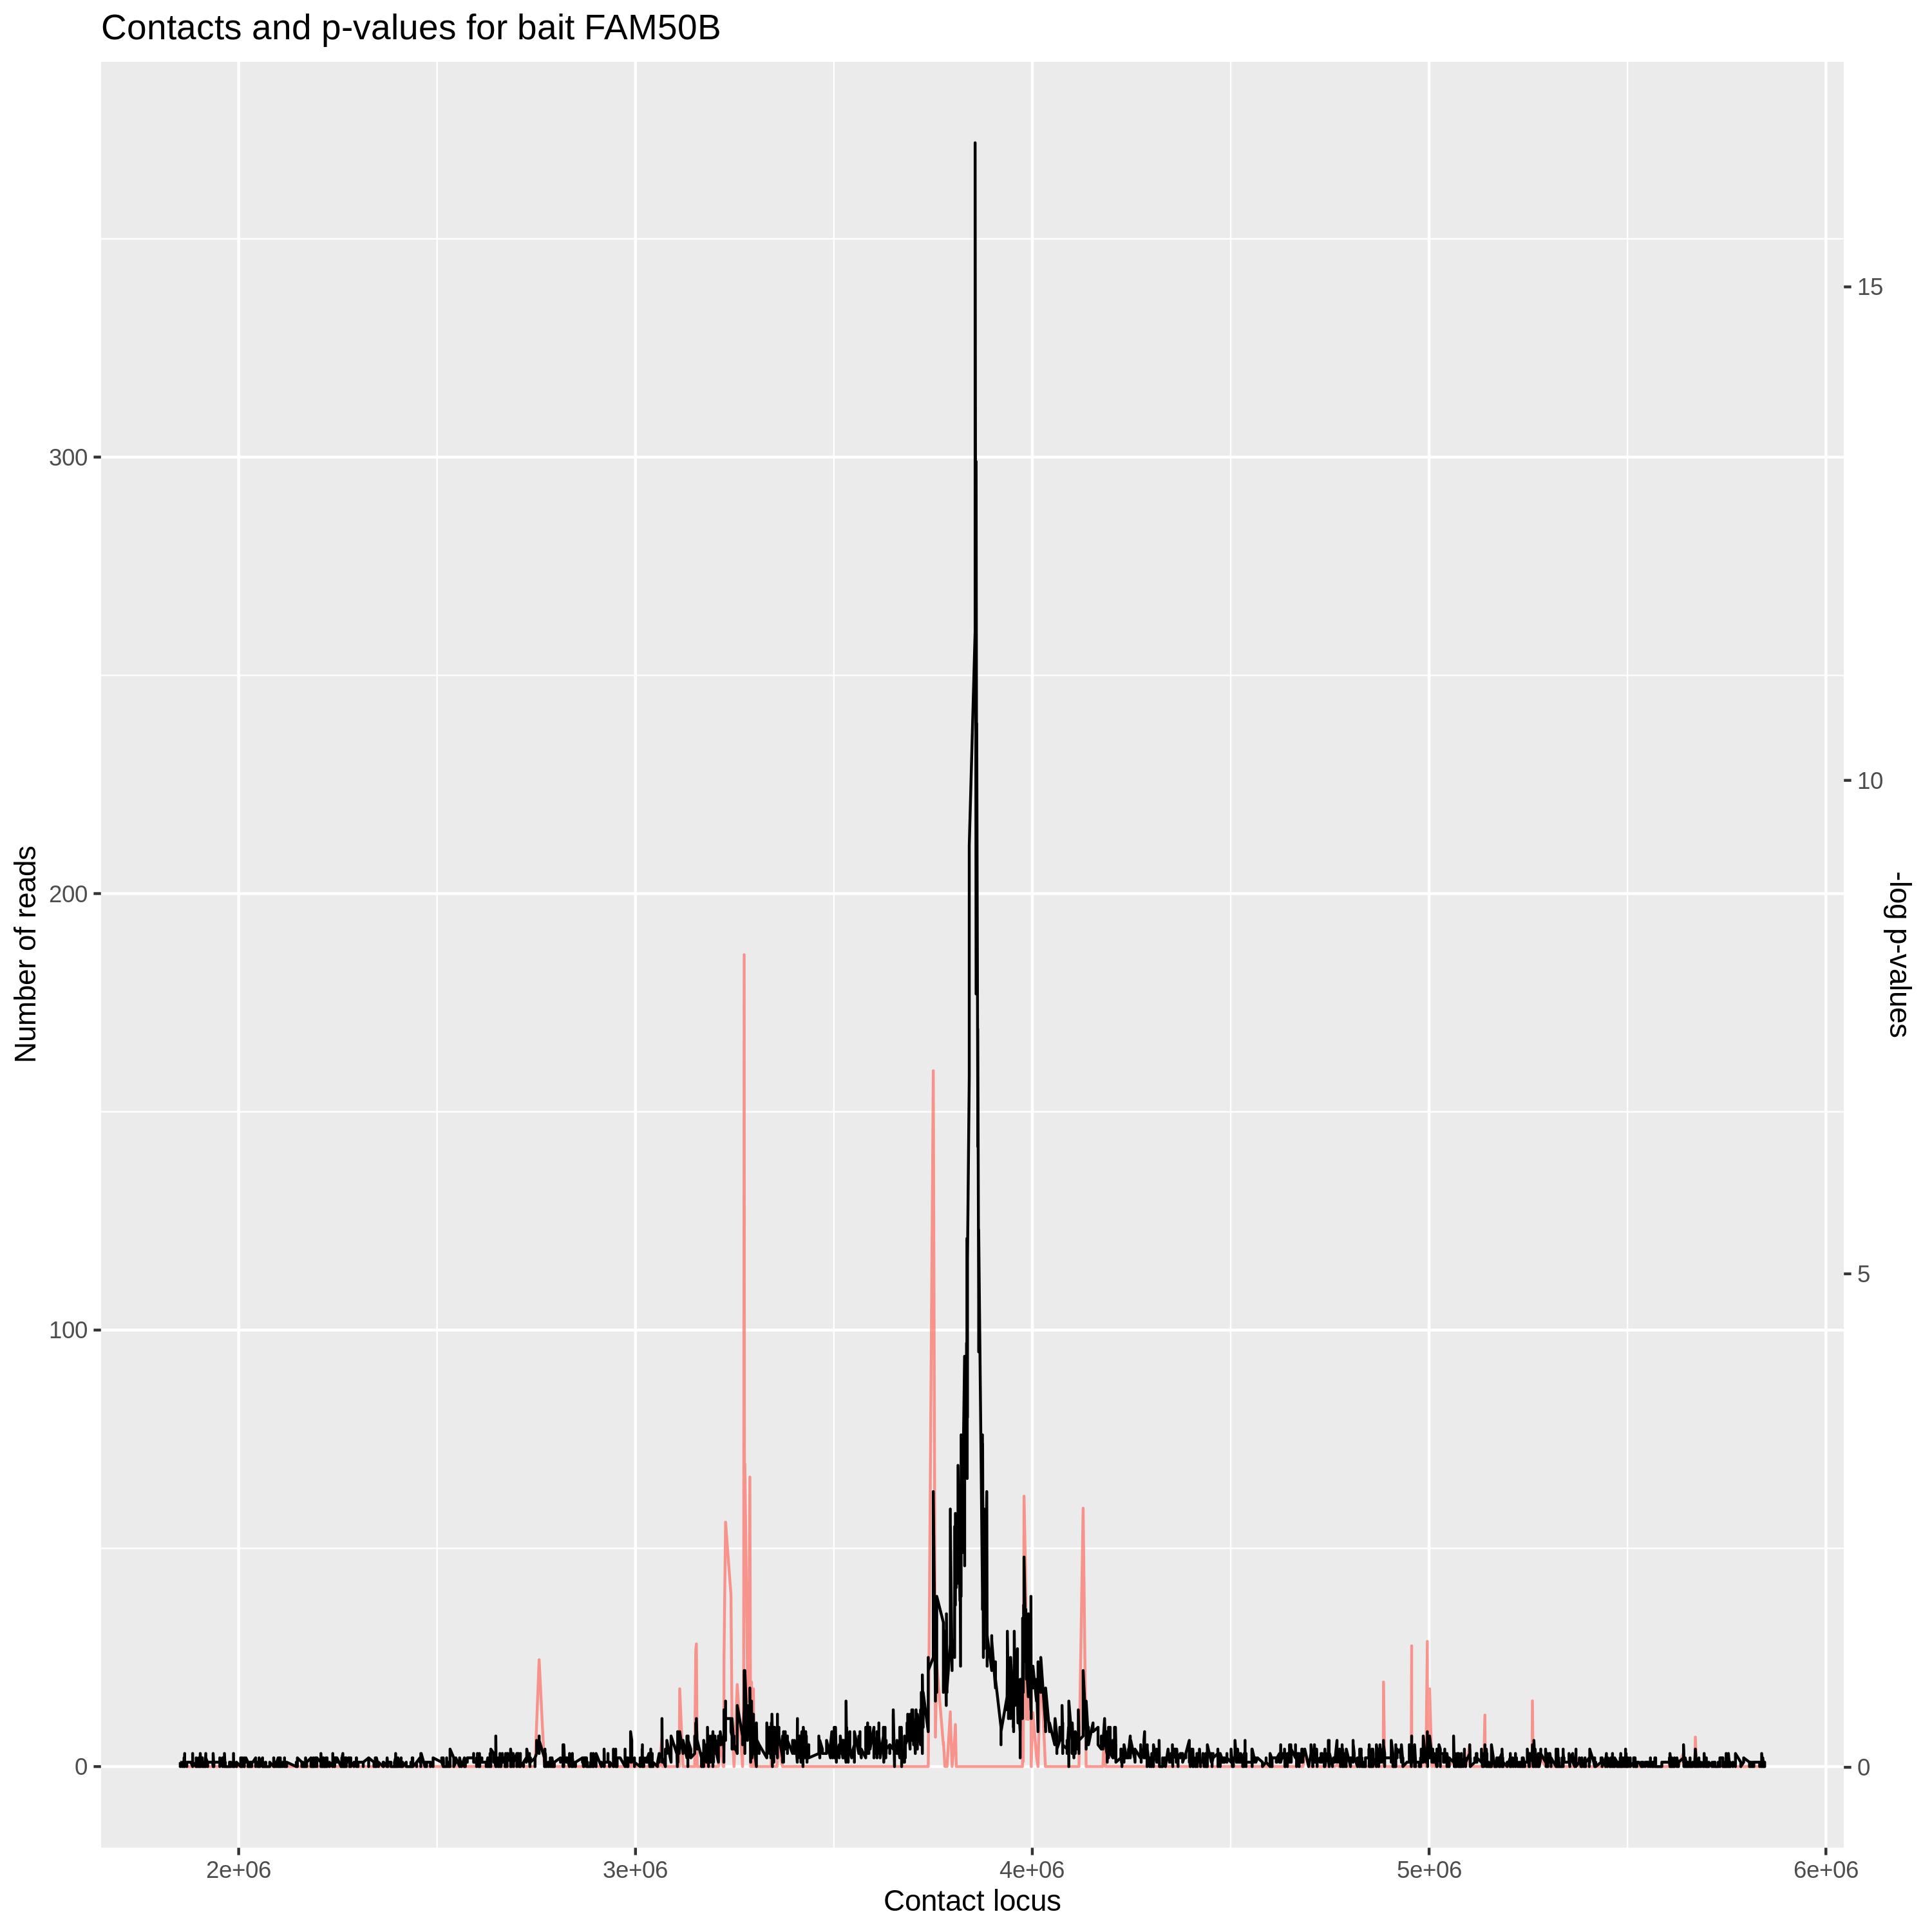 Contacts and p-values for bait FAM50B
Number of reads
300
200
100
0
15
10
5
0
-log p-values
2e+06
3e+06
4e+06
5e+06
6e+06
Contact locus